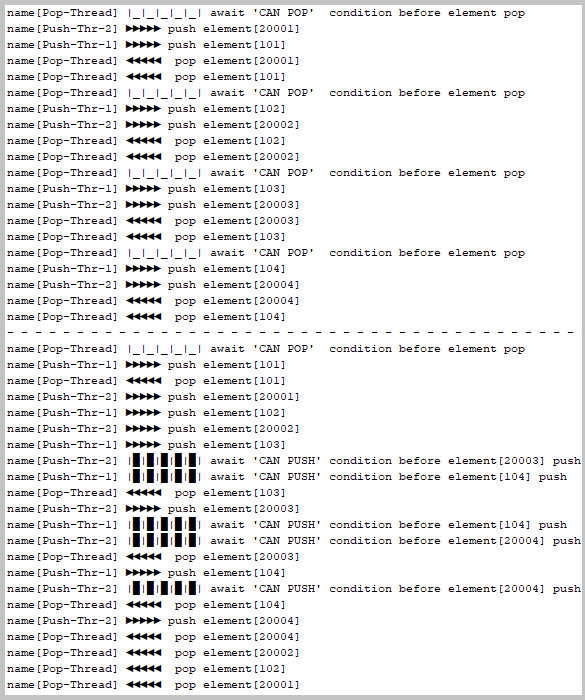 name[Pop-Thread] |_|_|_|_|_| await 'CAN POP'  condition before element pop
name[Push-Thr-2] ►►►►► push element[20001]
name[Push-Thr-1] ►►►►► push element[101]
name[Pop-Thread] ◄◄◄◄◄  pop element[20001]
name[Pop-Thread] ◄◄◄◄◄  pop element[101]
name[Pop-Thread] |_|_|_|_|_| await 'CAN POP'  condition before element pop
name[Push-Thr-1] ►►►►► push element[102]
name[Push-Thr-2] ►►►►► push element[20002]
name[Pop-Thread] ◄◄◄◄◄  pop element[102]
name[Pop-Thread] ◄◄◄◄◄  pop element[20002]
name[Pop-Thread] |_|_|_|_|_| await 'CAN POP'  condition before element pop
name[Push-Thr-1] ►►►►► push element[103]
name[Push-Thr-2] ►►►►► push element[20003]
name[Pop-Thread] ◄◄◄◄◄  pop element[20003]
name[Pop-Thread] ◄◄◄◄◄  pop element[103]
name[Pop-Thread] |_|_|_|_|_| await 'CAN POP'  condition before element pop
name[Push-Thr-1] ►►►►► push element[104]
name[Push-Thr-2] ►►►►► push element[20004]
name[Pop-Thread] ◄◄◄◄◄  pop element[20004]
name[Pop-Thread] ◄◄◄◄◄  pop element[104]
- - - - - - - - - - - - - - - - - - - - - - - - - - - - - - - - - - - - - - - - -
name[Pop-Thread] |_|_|_|_|_| await 'CAN POP'  condition before element pop
name[Push-Thr-1] ►►►►► push element[101]
name[Pop-Thread] ◄◄◄◄◄  pop element[101]
name[Push-Thr-2] ►►►►► push element[20001]
name[Push-Thr-1] ►►►►► push element[102]
name[Push-Thr-2] ►►►►► push element[20002]
name[Push-Thr-1] ►►►►► push element[103]
name[Push-Thr-2] |█|█|█|█|█| await 'CAN PUSH' condition before element[20003] push
name[Push-Thr-1] |█|█|█|█|█| await 'CAN PUSH' condition before element[104] push
name[Pop-Thread] ◄◄◄◄◄  pop element[103]
name[Push-Thr-2] ►►►►► push element[20003]
name[Push-Thr-1] |█|█|█|█|█| await 'CAN PUSH' condition before element[104] push
name[Push-Thr-2] |█|█|█|█|█| await 'CAN PUSH' condition before element[20004] push
name[Pop-Thread] ◄◄◄◄◄  pop element[20003]
name[Push-Thr-1] ►►►►► push element[104]
name[Push-Thr-2] |█|█|█|█|█| await 'CAN PUSH' condition before element[20004] push
name[Pop-Thread] ◄◄◄◄◄  pop element[104]
name[Push-Thr-2] ►►►►► push element[20004]
name[Pop-Thread] ◄◄◄◄◄  pop element[20004]
name[Pop-Thread] ◄◄◄◄◄  pop element[20002]
name[Pop-Thread] ◄◄◄◄◄  pop element[102]
name[Pop-Thread] ◄◄◄◄◄  pop element[20001]